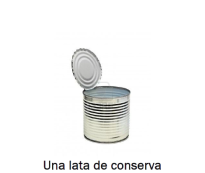 Una lata de conserva